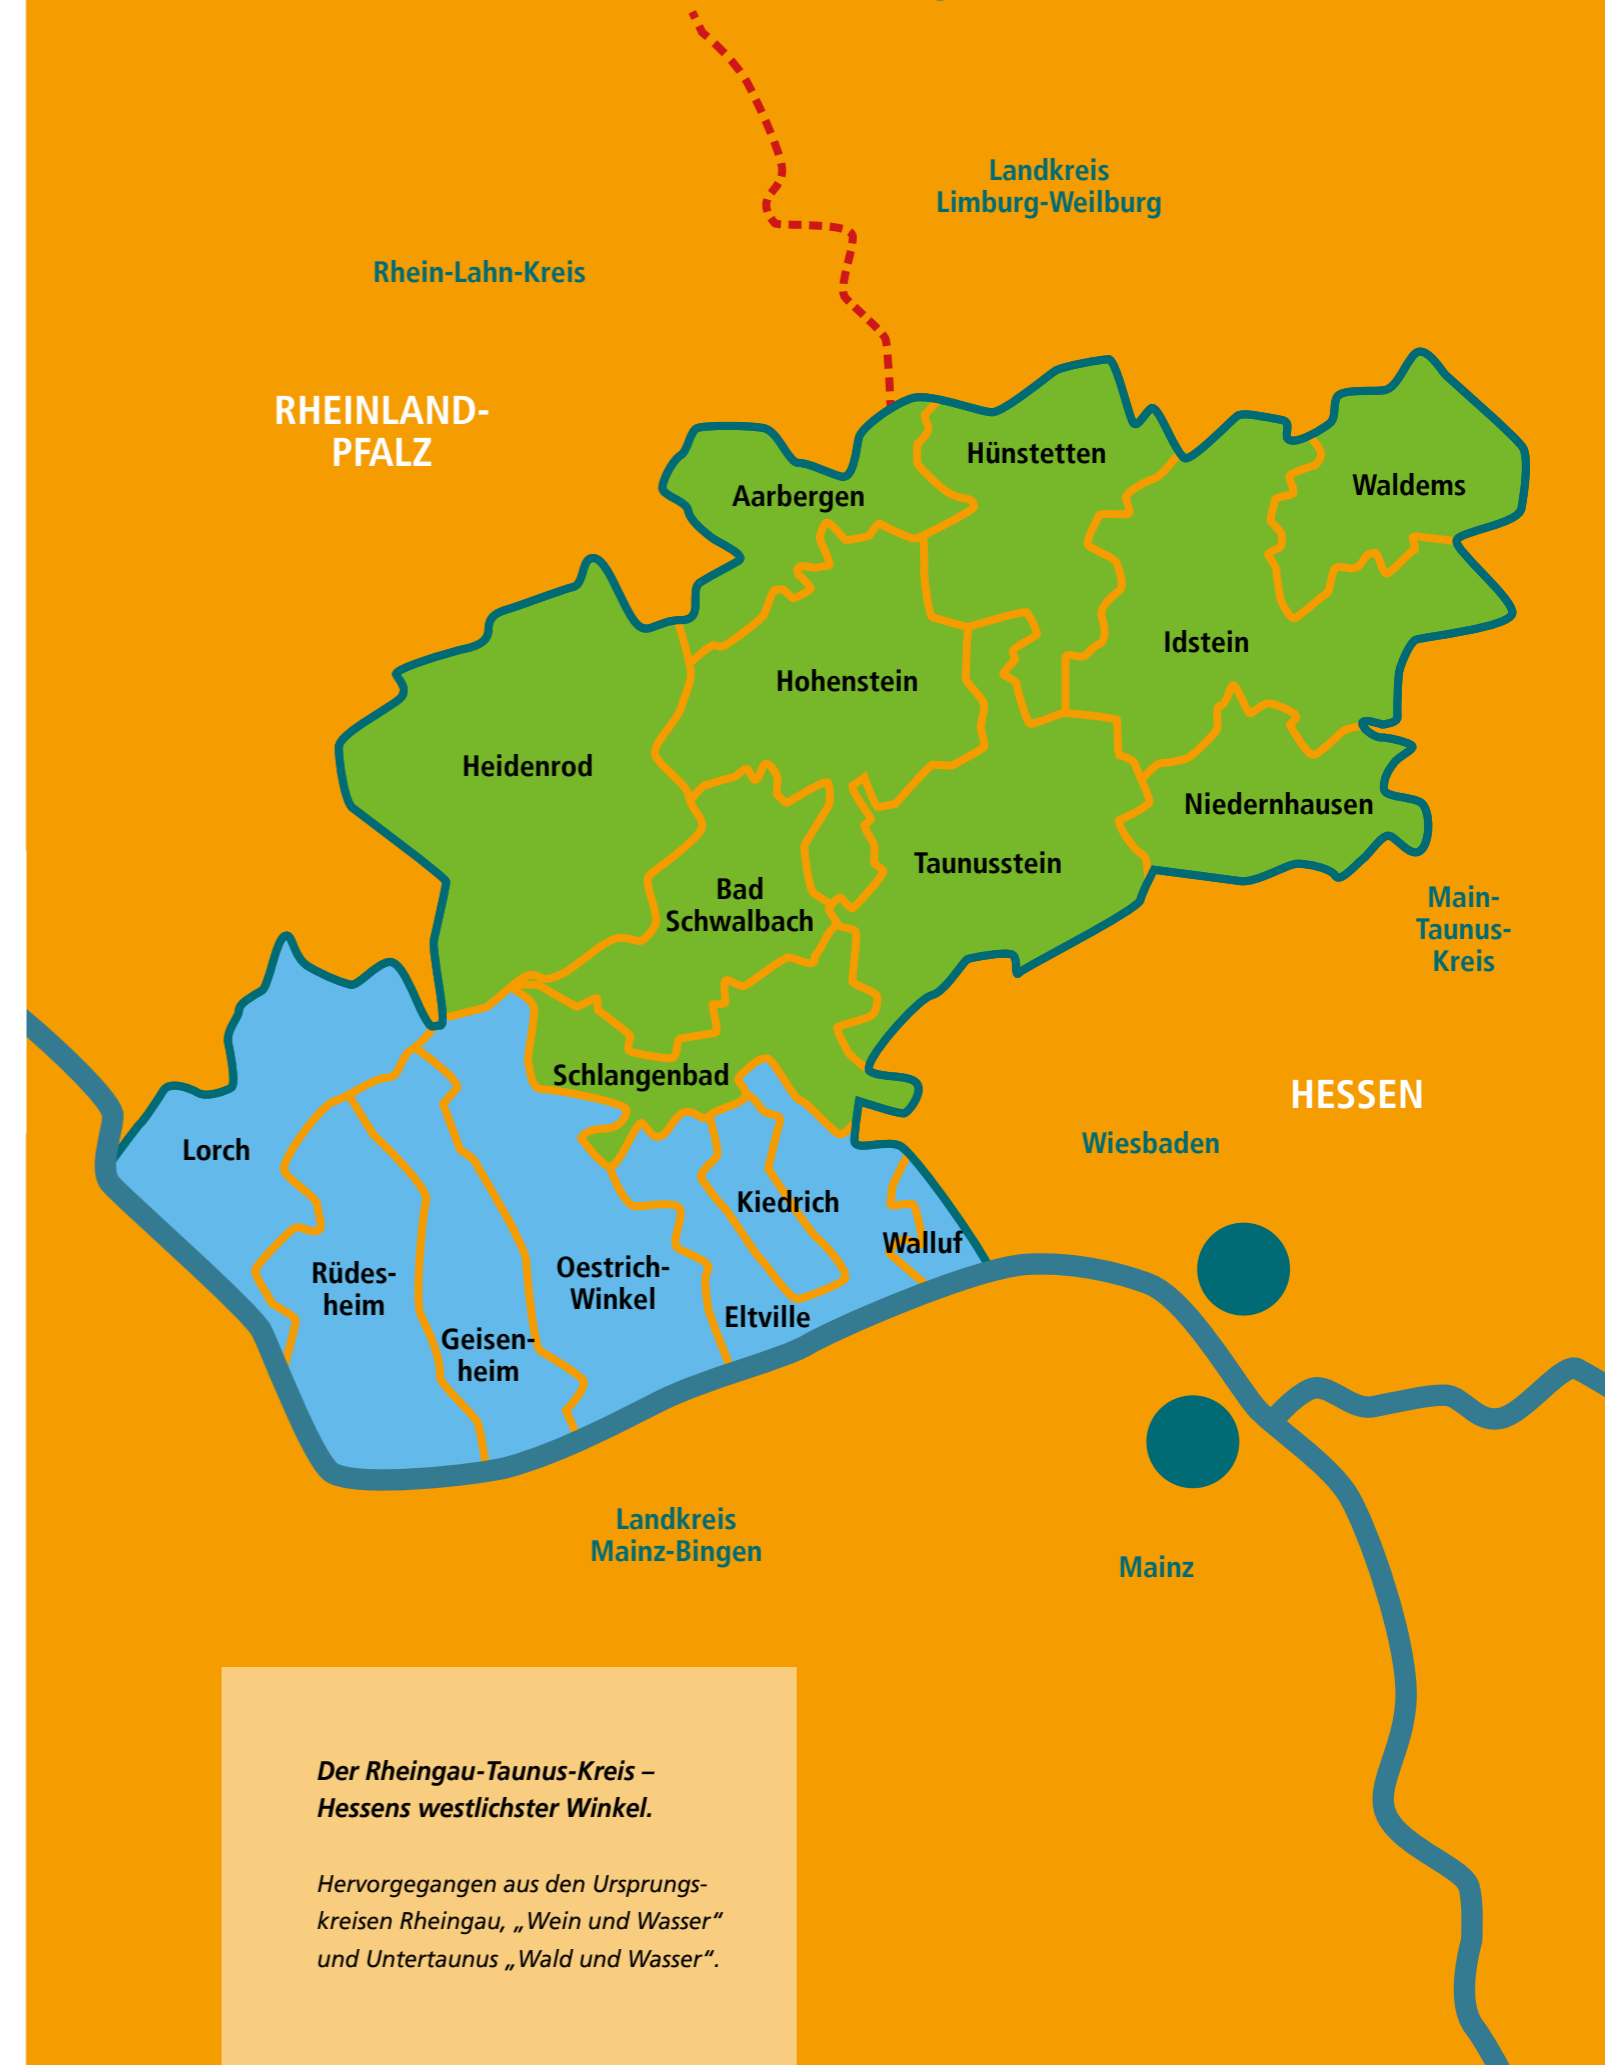 Landkreis
Limburg-Weilburg
Rhein-Lahn-Kreis
RHEINLAND-
PFALZ
Hünstetten
Waldems
Aarbergen
Idstein
Hohenstein
Heidenrod
Niedernhausen
Taunusstein
Bad
Schwalbach
Main-
Taunus-
Kreis
Schlangenbad
HESSEN
Wiesbaden
Lorch
Kiedrich
Walluf
Rüdes-
heim
Oestrich-
Winkel
Eltville
Geisen-
heim
Landkreis
Mainz-Bingen
Mainz
Der Rheingau-Taunus-Kreis –
Hessens westlichster Winkel.
Hervorgegangen aus den Ursprungs-
kreisen Rheingau, „Wein und Wasser“
und Untertaunus „Wald und Wasser“.